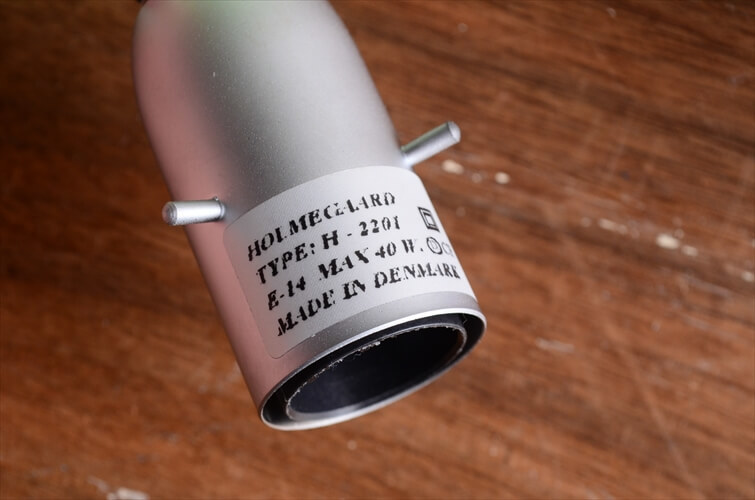 HOLMEGAARD
TYPE: H - 2201
E-14 MAX 40 W.
MADE IN DENMARK